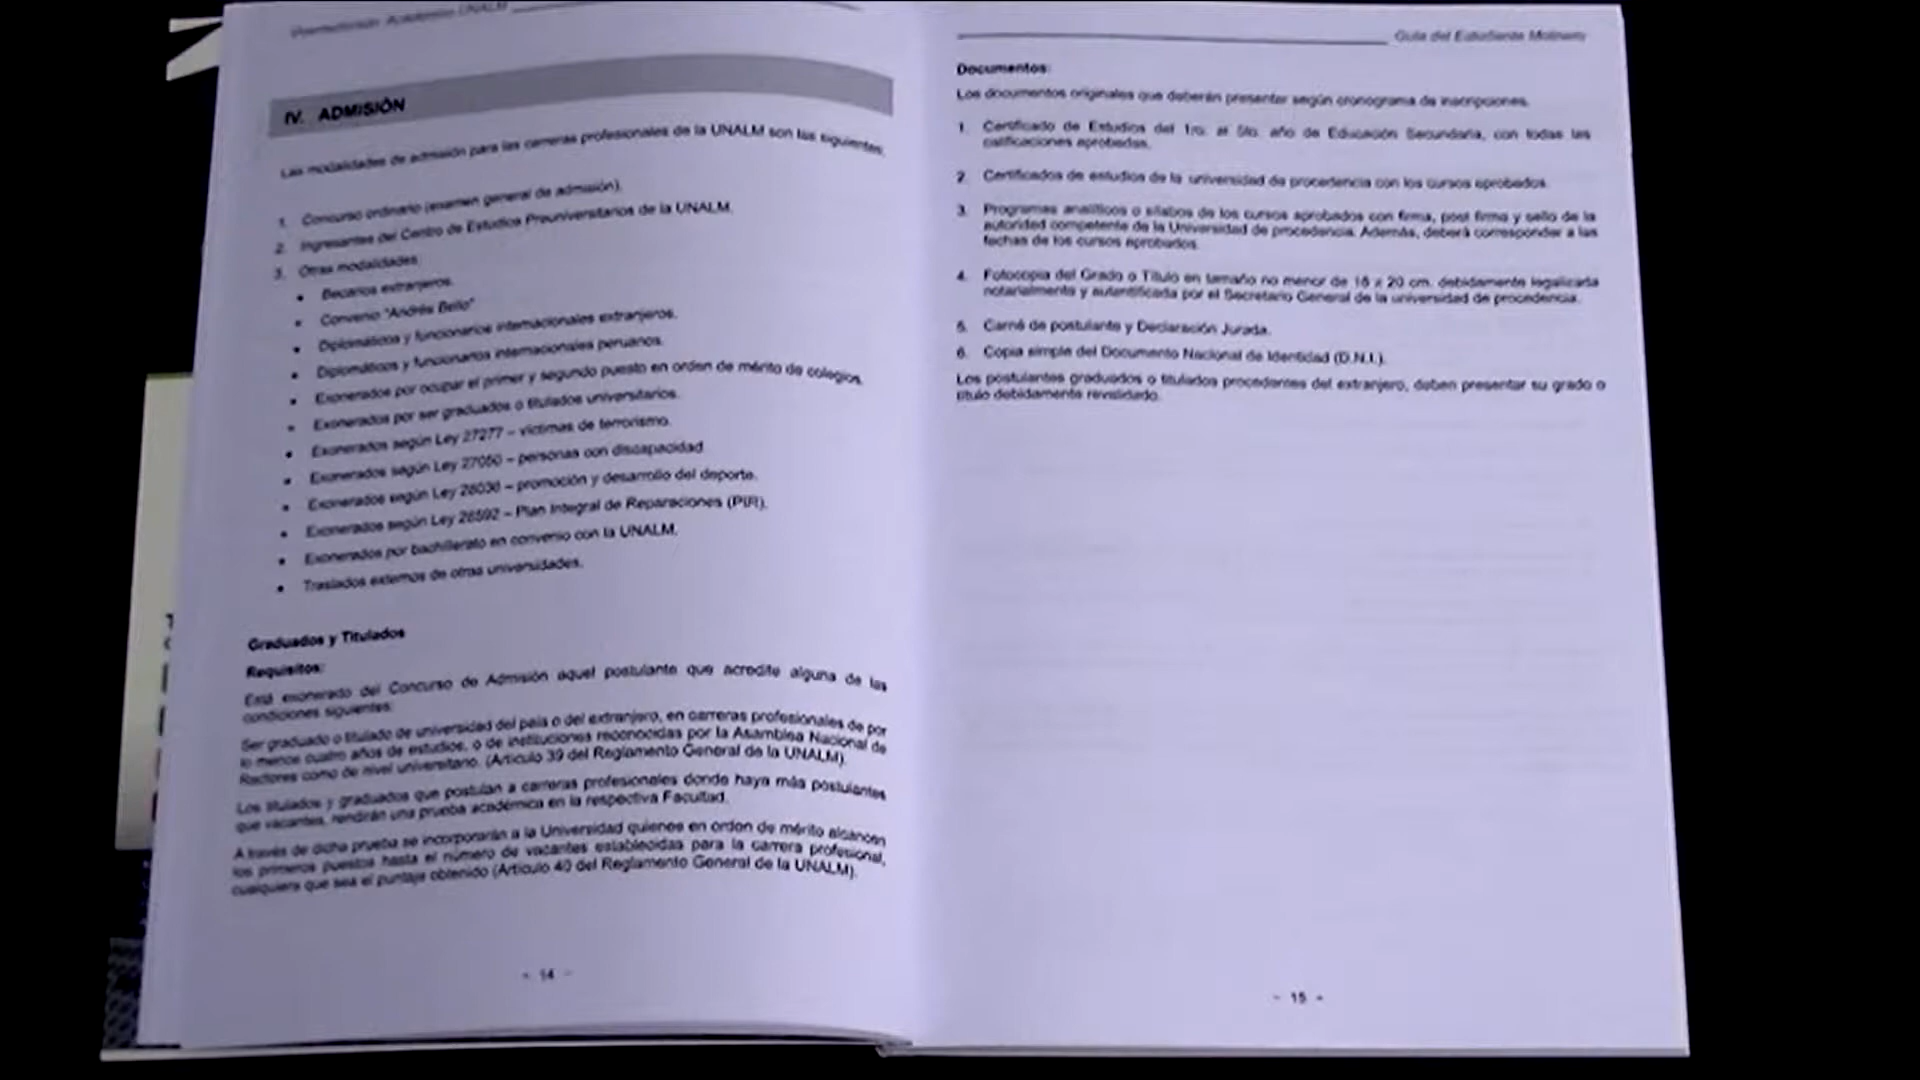 Vicerrectorado Académico UNALM
IV. ADMISIÓN
Las modalidades de admisión para las carreras profesionales de la UNALM son las siguientes:
1. Concurso ordinario (examen general de admisión).
2. Ingresantes del Centro de Estudios Preuniversitarios de la UNALM.
3. Otras modalidades:
• Becarios extranjeros.
• Convenio "Andrés Bello"
• Diplomáticos y funcionarios internacionales extranjeros.
• Diplomáticos y funcionarios internacionales peruanos.
• Exonerados por ocupar el primer y segundo puesto en orden de mérito de colegios.
• Exonerados por ser graduados o titulados universitarios.
• Exonerados según Ley 27277 – víctimas de terrorismo.
• Exonerados según Ley 27050 – personas con discapacidad
• Exonerados según Ley 28036 – promoción y desarrollo del deporte.
• Exonerados según Ley 28592 – Plan Integral de Reparaciones (PIR).
• Exonerados por bachillerato en convenio con la UNALM.
• Traslados externos de otras universidades.
Graduados y Titulados
Requisitos:
Está exonerado del Concurso de Admisión aquel postulante que acredite alguna de las
condiciones siguientes:
Ser graduado o titulado de universidad del país o del extranjero, en carreras profesionales de por
lo menos cuatro años de estudios, o de instituciones reconocidas por la Asamblea Nacional de
Rectores como de nivel universitario. (Artículo 39 del Reglamento General de la UNALM).
Los titulados y graduados que postulan a carreras profesionales donde haya más postulantes
que vacantes, rendirán una prueba académica en la respectiva Facultad.
A través de dicha prueba se incorporarán a la Universidad quienes en orden de mérito alcancen
los primeros puestos hasta el número de vacantes establecidas para la carrera profesional,
cualquiera que sea el puntaje obtenido (Artículo 40 del Reglamento General de la UNALM).
- 14 -
Guía del Estudiante Molinero
Documentos:
Los documentos originales que deberán presentar según cronograma de inscripciones.
1. Certificado de Estudios del 1ro. al 5to. año de Educación Secundaria, con todas las
calificaciones aprobadas.
2. Certificados de estudios de la universidad de procedencia con los cursos aprobados.
3. Programas analíticos o sílabos de los cursos aprobados con firma, post firma y sello de la
autoridad competente de la Universidad de procedencia. Además, deberá corresponder a las
fechas de los cursos aprobados.
4. Fotocopia del Grado o Título en tamaño no menor de 16 x 20 cm. debidamente legalizada
notarialmente y autentificada por el Secretario General de la universidad de procedencia.
5. Carné de postulante y Declaración Jurada.
6. Copia simple del Documento Nacional de Identidad (D.N.I.).
Los postulantes graduados o titulados procedentes del extranjero, deben presentar su grado o
título debidamente revalidado.
- 15 -